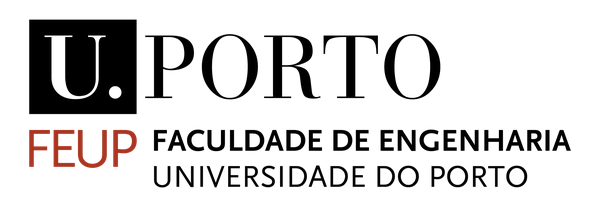 U.PORTO
FEUP FACULDADE DE ENGENHARIA
UNIVERSIDADE DO PORTO